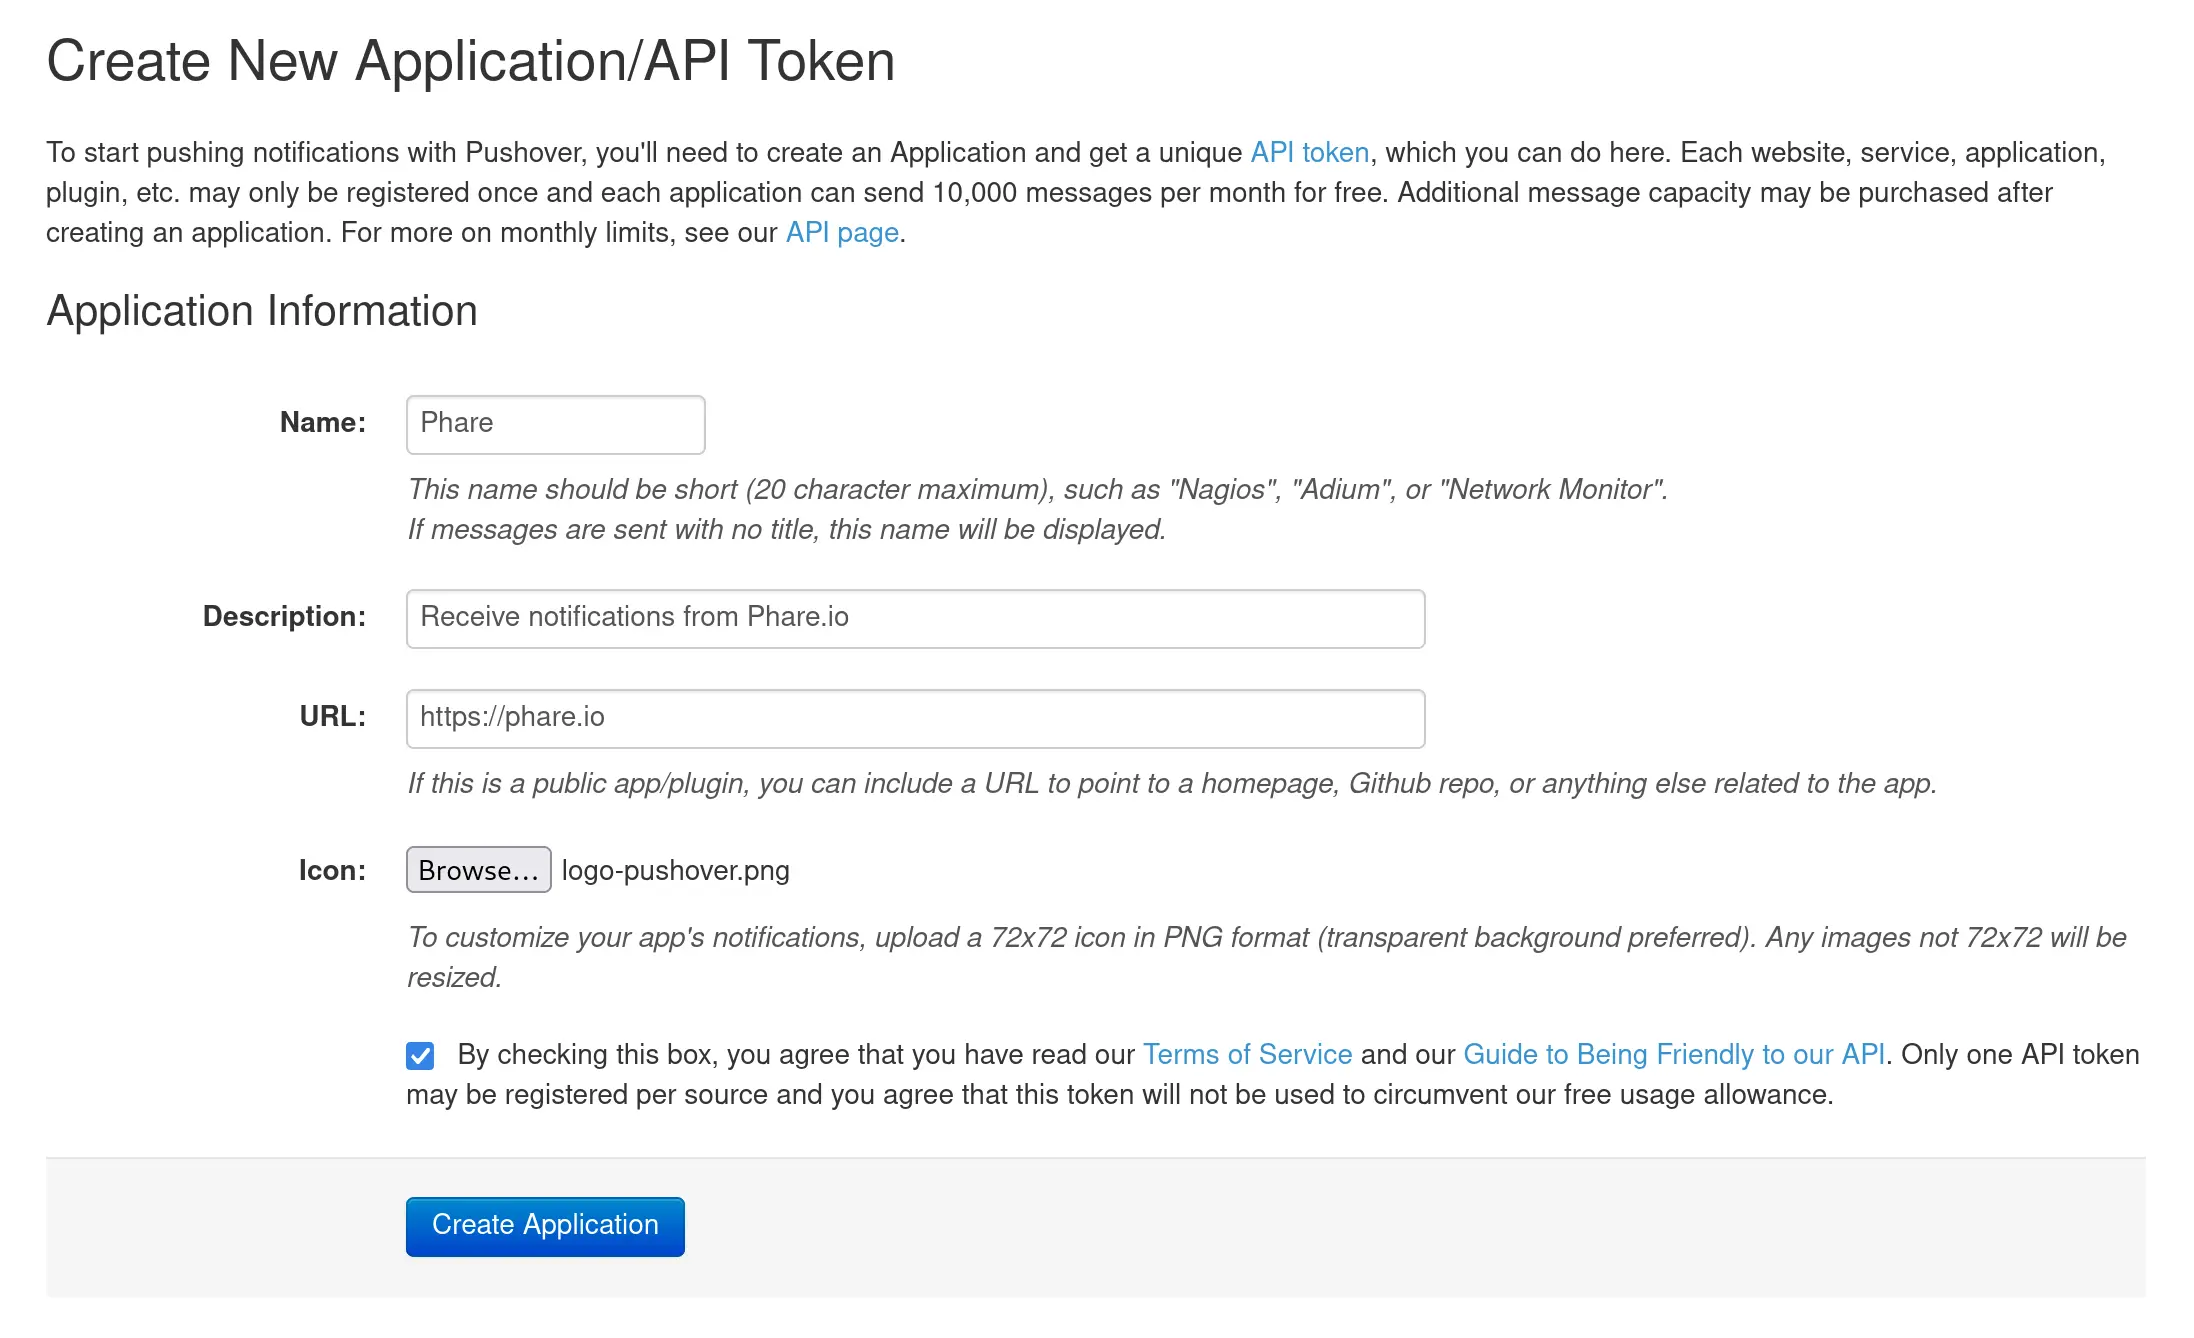 Create New Application/API Token
To start pushing notifications with Pushover, you'll need to create an Application and get a unique API token, which you can do here. Each website, service, application,
plugin, etc. may only be registered once and each application can send 10,000 messages per month for free. Additional message capacity may be purchased after
creating an application. For more on monthly limits, see our API page.
Application Information
Name: Phare
This name should be short (20 character maximum), such as "Nagios", "Adium", or "Network Monitor".
If messages are sent with no title, this name will be displayed.
Description: Receive notifications from Phare.io
URL: https://phare.io
If this is a public app/plugin, you can include a URL to point to a homepage, Github repo, or anything else related to the app.
Icon: Browse... logo-pushover.png
To customize your app's notifications, upload a 72x72 icon in PNG format (transparent background preferred). Any images not 72x72 will be
resized.
By checking this box, you agree that you have read our Terms of Service and our Guide to Being Friendly to our API. Only one API token
may be registered per source and you agree that this token will not be used to circumvent our free usage allowance.
Create Application